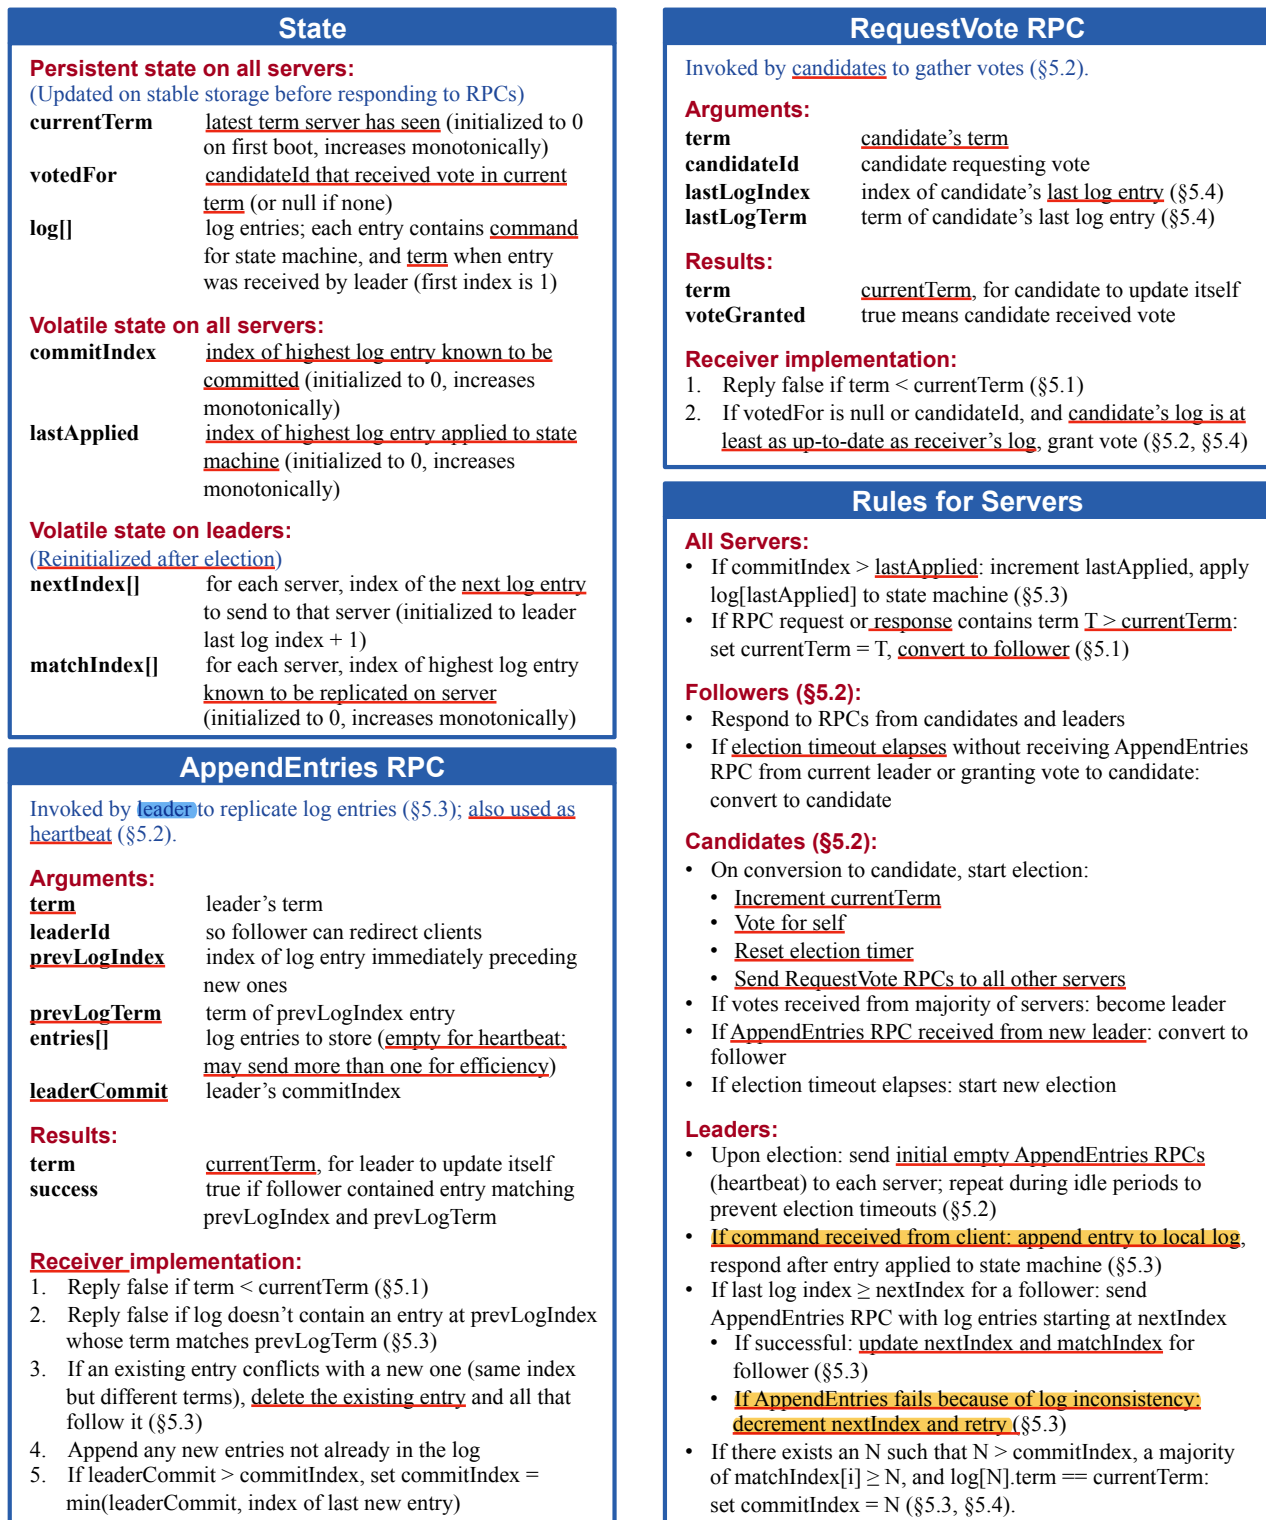 State
Persistent state on all servers:
(Updated on stable storage before responding to RPCs)
currentTerm latest term server has seen (initialized to 0
on first boot, increases monotonically)
votedFor candidateId that received vote in current
term (or null if none)
log[] log entries; each entry contains command
for state machine, and term when entry
was received by leader (first index is 1)
Volatile state on all servers:
commitIndex index of highest log entry known to be
committed (initialized to 0, increases
monotonically)
lastApplied index of highest log entry applied to state
machine (initialized to 0, increases
monotonically)
Volatile state on leaders:
(Reinitialized after election)
nextIndex[] for each server, index of the next log entry
to send to that server (initialized to leader
last log index + 1)
matchIndex[] for each server, index of highest log entry
known to be replicated on server
(initialized to 0, increases monotonically)
AppendEntries RPC
Invoked by leader to replicate log entries (§5.3); also used as
heartbeat (§5.2).
Arguments:
term leader's term
leaderId so follower can redirect clients
prevLogIndex index of log entry immediately preceding
new ones
prevLogTerm term of prevLogIndex entry
entries[] log entries to store (empty for heartbeat;
may send more than one for efficiency)
leaderCommit leader's commitIndex
Results:
term currentTerm, for leader to update itself
success true if follower contained entry matching
prevLogIndex and prevLogTerm
Receiver implementation:
1. Reply false if term < currentTerm (§5.1)
2. Reply false if log doesn't contain an entry at prevLogIndex
whose term matches prevLogTerm (§5.3)
3. If an existing entry conflicts with a new one (same index
but different terms), delete the existing entry and all that
follow it (§5.3)
4. Append any new entries not already in the log
5. If leaderCommit > commitIndex, set commitIndex =
min(leaderCommit, index of last new entry)
RequestVote RPC
Invoked by candidates to gather votes (§5.2).
Arguments:
term candidate's term
candidateId candidate requesting vote
lastLogIndex index of candidate's last log entry (§5.4)
lastLogTerm term of candidate's last log entry (§5.4)
Results:
term currentTerm, for candidate to update itself
voteGranted true means candidate received vote
Receiver implementation:
1. Reply false if term < currentTerm (§5.1)
2. If votedFor is null or candidateId, and candidate's log is at
least as up-to-date as receiver's log, grant vote (§5.2, §5.4)
Rules for Servers
All Servers:
• If commitIndex > lastApplied: increment lastApplied, apply
log[lastApplied] to state machine (§5.3)
• If RPC request or response contains term T > currentTerm:
set currentTerm = T, convert to follower (§5.1)
Followers (§5.2):
• Respond to RPCs from candidates and leaders
• If election timeout elapses without receiving AppendEntries
RPC from current leader or granting vote to candidate:
convert to candidate
Candidates (§5.2):
• On conversion to candidate, start election:
• Increment currentTerm
• Vote for self
• Reset election timer
• Send RequestVote RPCs to all other servers
• If votes received from majority of servers: become leader
• If AppendEntries RPC received from new leader: convert to
follower
• If election timeout elapses: start new election
Leaders:
• Upon election: send initial empty AppendEntries RPCs
(heartbeat) to each server; repeat during idle periods to
prevent election timeouts (§5.2)
• If command received from client: append entry to local log,
respond after entry applied to state machine (§5.3)
• If last log index ≥ nextIndex for a follower: send
AppendEntries RPC with log entries starting at nextIndex
• If successful: update nextIndex and matchIndex for
follower (§5.3)
• If AppendEntries fails because of log inconsistency:
decrement nextIndex and retry (§5.3)
• If there exists an N such that N > commitIndex, a majority
of matchIndex[i] ≥ N, and log[N].term == currentTerm:
set commitIndex = N (§5.3, §5.4).